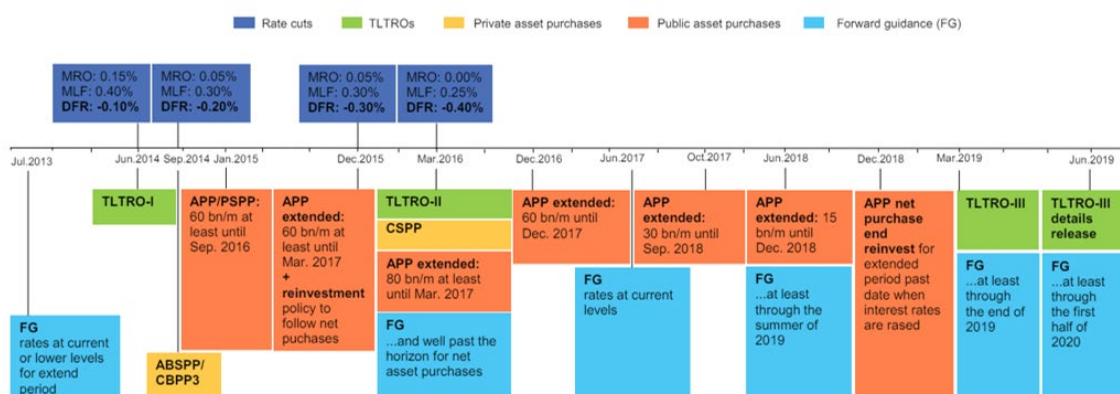 Rate cuts
TLTROs
Private asset purchases
Public asset purchases
Forward guidance (FG)
MRO: 0.15%
MLF: 0.40%
DFR: -0.10%
MRO: 0.05%
MLF: 0.30%
DFR: -0.20%
MRO: 0.05%
MLF: 0.30%
DFR: -0.30%
MRO: 0.00%
MLF: 0.25%
DFR: -0.40%
Jul.2013
Jun.2014
Sep.2014
Jan.2015
Dec.2015
Mar.2016
Dec.2016
Jun.2017
Oct.2017
Jun.2018
Dec.2018
Mar.2019
Jun.2019
FG
rates at current
or lower levels
for extend
period
TLTRO-I
ABSPP/
CBPP3
APP/PSPP:
60 bn/m at
least until
Sep. 2016
APP
extended:
60 bn/m at
least until
Mar. 2017
+
reinvestment
policy to
follow net
puchases
TLTRO-II
CSPP
APP extended:
80 bn/m at least
until Mar. 2017
FG
...and well past the
horizon for net
asset purchases
APP extended:
60 bn/m until
Dec. 2017
FG
rates at current
levels
APP
extended:
30 bn/m until
Sep. 2018
APP
extended: 15
bn/m until
Dec. 2018
FG
...at least
through the
summer of
2019
APP net
purchase
end
reinvest for
extended
period past
date when
interest rates
are rased
TLTRO-III
FG
...at least
through
the end of
2019
TLTRO-III
details
release
FG
...at least
through
the first
half of
2020